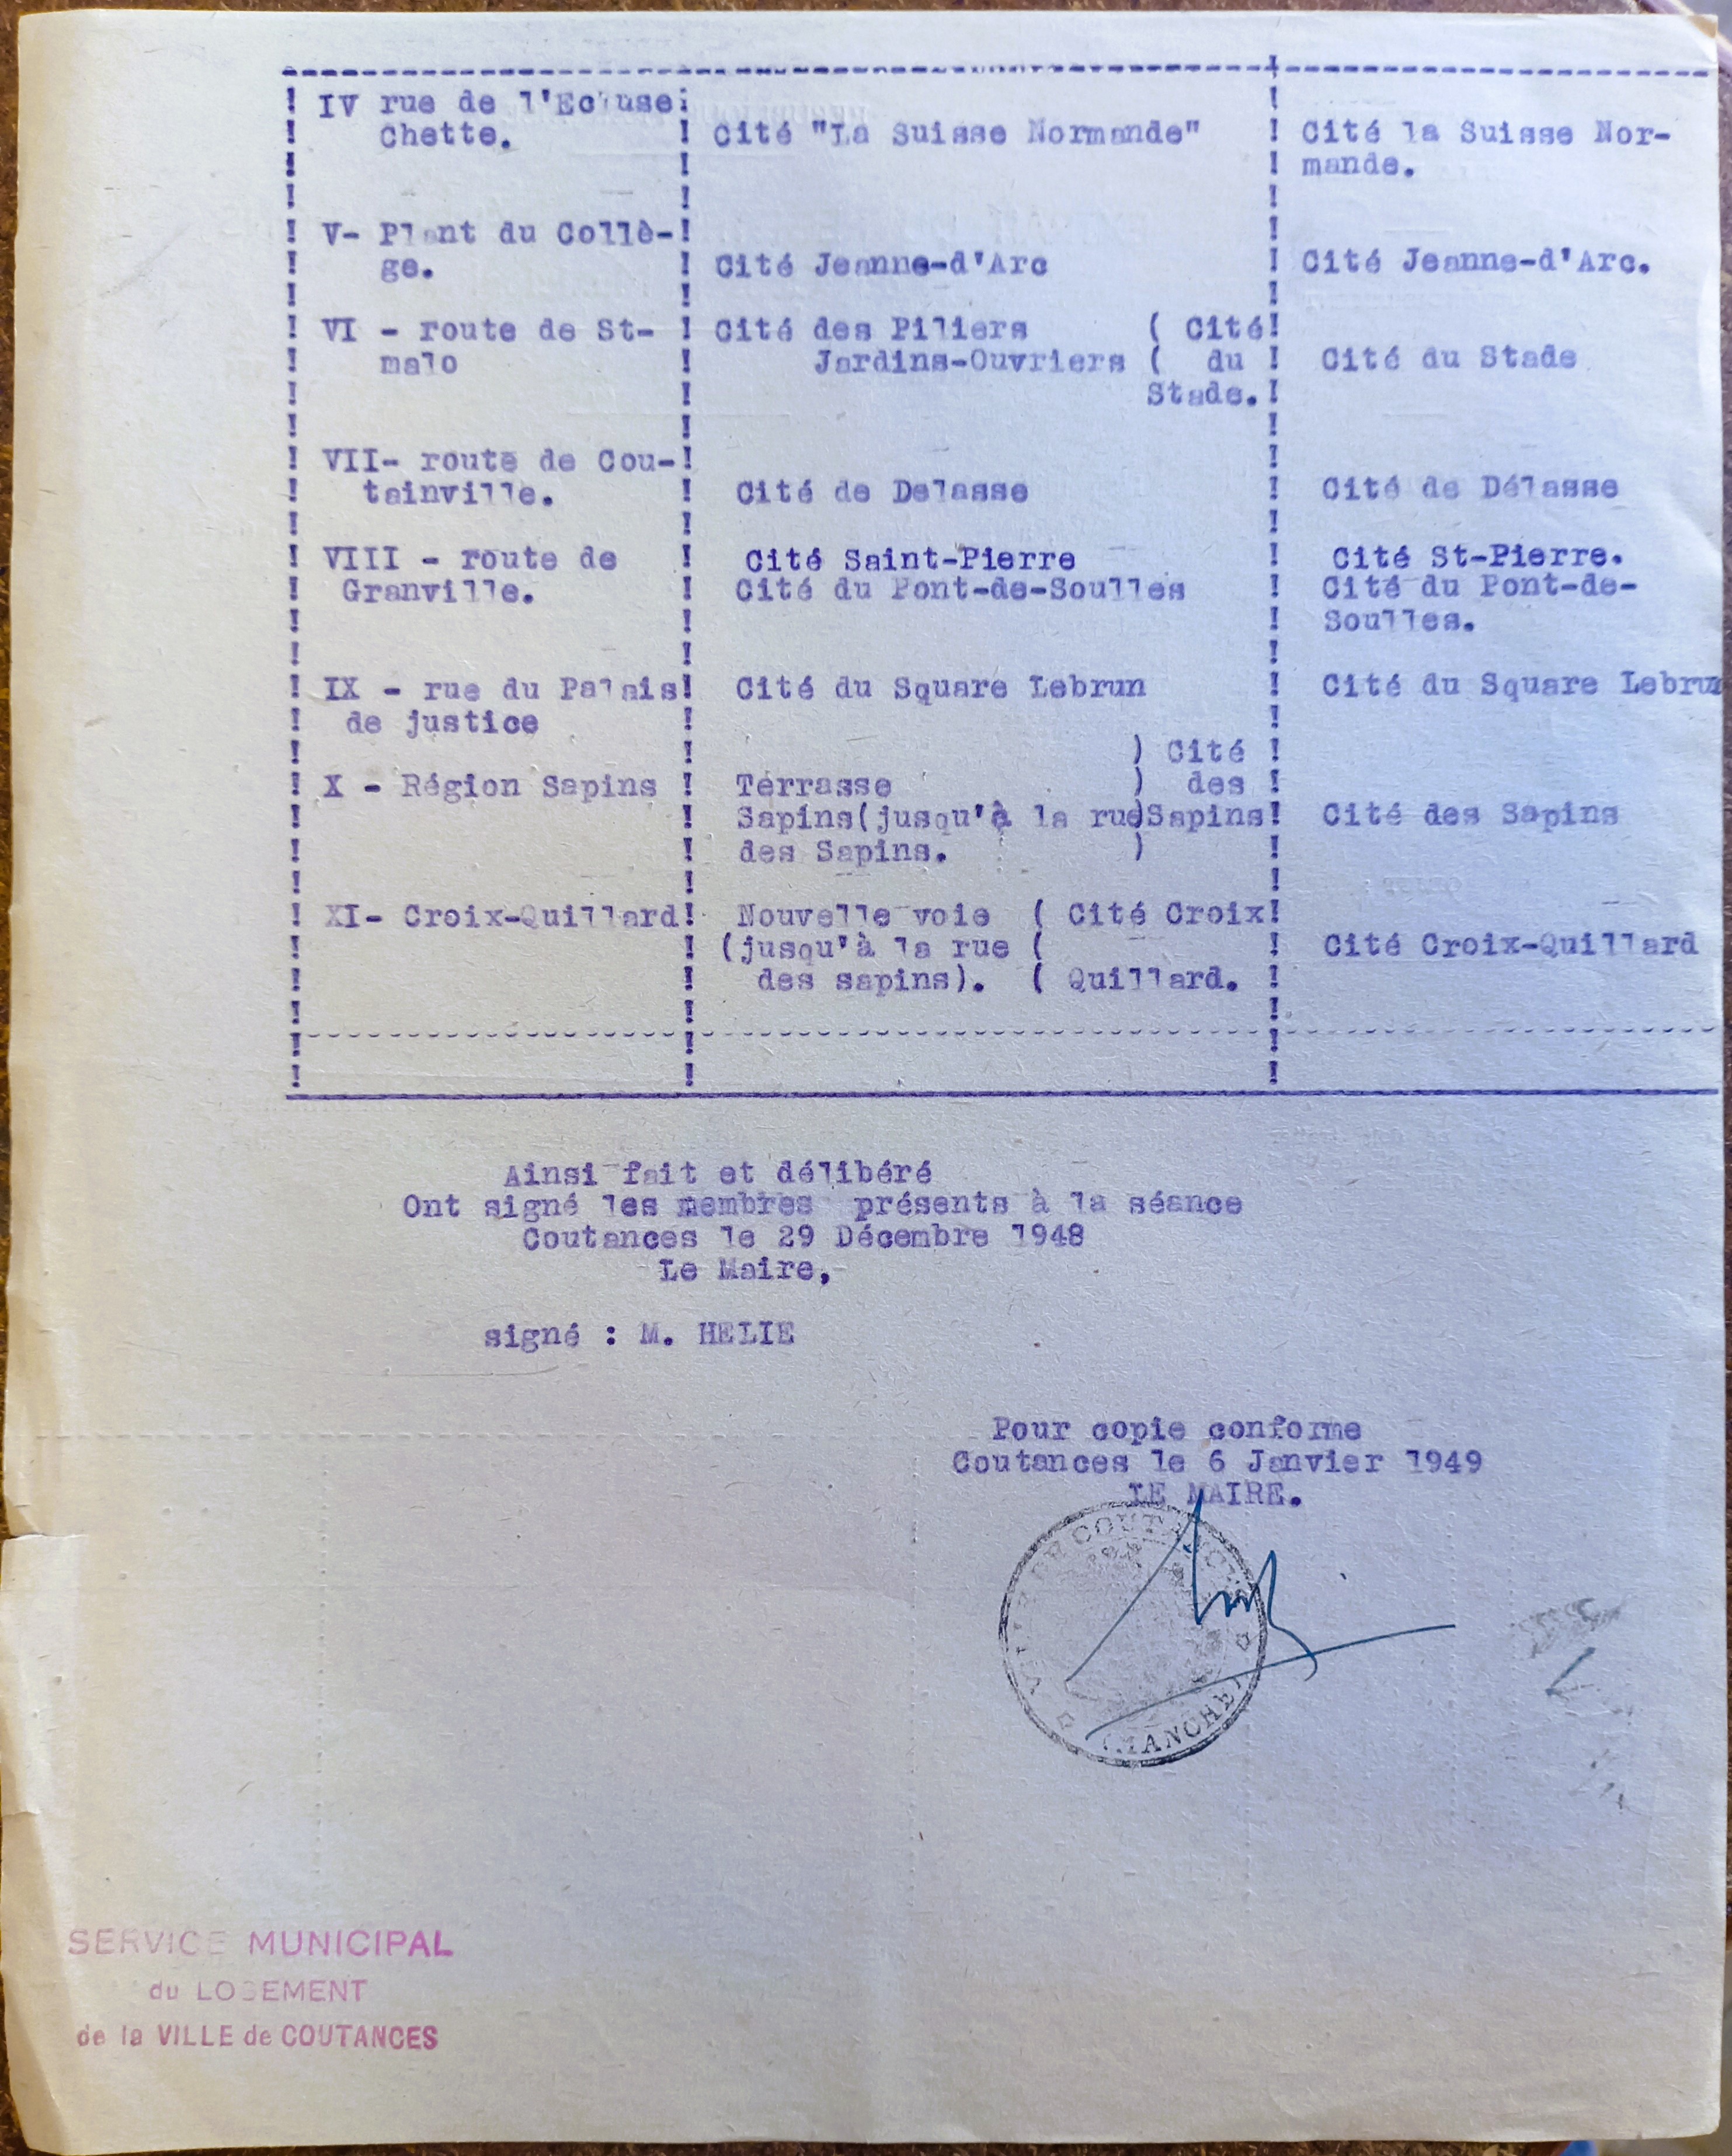 IV rue de l'Ecluse
Chette.
Cité "La Suisse Normande"
Cité la Suisse Nor-
mande.
V- Plant du Collè-
ge.
Cité Jeanne-d'Arc
Cité Jeanne-d'Arc.
VI - route de St-
malo
Cité des Piliers ( Cité
Jardins-Ouvriers ( du
Stade.
Cité du Stade
VII- route de Cou-
tainville.
Cité de Delasse
Cité de Délasse
VIII - route de
Granville.
Cité Saint-Pierre
Cité du Pont-de-Soulles
Cité St-Pierre.
Cité du Pont-de-
Soulles.
IX - rue du Palais
de justice
Cité du Square Lebrun
Cité du Square Lebrun
X - Région Sapins
) Cité
Terrasse ) des
Sapins(jusqu'à la rue)Sapins
des Sapins. )
Cité des Sapins
XI- Croix-Quillard
Nouvelle voie ( Cité Croix
(jusqu'à la rue (
des sapins). ( Quillard.
Cité Croix-Quillard
Ainsi fait et délibéré
Ont signé les membres présents à la séance
Coutances le 29 Décembre 1948
Le Maire,
signé : M. HELIE
Pour copie conforme
Coutances le 6 Janvier 1949
LE MAIRE.
VILLE DE COUTANCES
(MANCHE)
SERVICE MUNICIPAL
du LOGEMENT
de la VILLE de COUTANCES